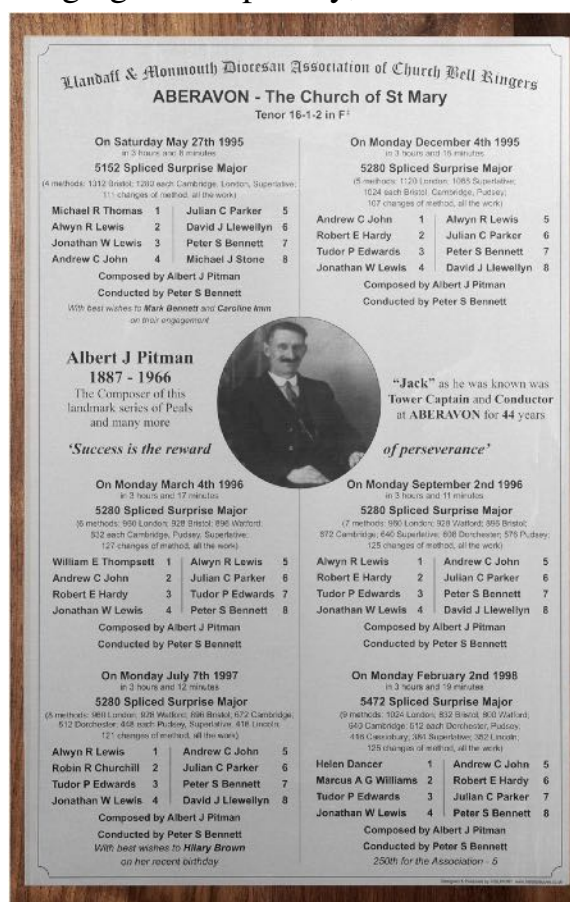 Llandaff & Monmouth Diocesan Association of Church Bell Ringers
ABERAVON - The Church of St Mary
Tenor 16-1-2 in F
On Saturday May 27th 1995
in 3 hours and 8 minutes
5152 Spliced Surprise Major
(4 methods: 1312 Bristol; 1280 each Cambridge, London, Superlative;
111 changes of method, all the work)
Michael R Thomas 1 Julian C Parker 5
Alwyn R Lewis 2 David J Llewellyn 6
Jonathan W Lewis 3 Peter S Bennett 7
Andrew C John 4 Michael J Stone 8
Composed by Albert J Pitman
Conducted by Peter S Bennett
With best wishes to Mark Bennett and Caroline Imm
on their engagement
On Monday December 4th 1995
in 3 hours and 15 minutes
5280 Spliced Surprise Major
(5 methods: 1120 London; 1088 Superlative;
1024 each Bristol, Cambridge, Pudsey;
107 changes of method, all the work)
Andrew C John 1 Alwyn R Lewis 5
Robert E Hardy 2 Julian C Parker 6
Tudor P Edwards 3 Peter S Bennett 7
Jonathan W Lewis 4 David J Llewellyn 8
Composed by Albert J Pitman
Conducted by Peter S Bennett
Albert J Pitman
1887 - 1966
The Composer of this
landmark series of Peals
and many more
"Jack" as he was known was
Tower Captain and Conductor
at ABERAVON for 44 years
'Success is the reward of perseverance'
On Monday March 4th 1996
in 3 hours and 17 minutes
5280 Spliced Surprise Major
(6 methods: 960 London; 928 Bristol; 896 Watford;
832 each Cambridge, Pudsey, Superlative;
127 changes of method, all the work)
William E Thompsett 1 Alwyn R Lewis 5
Andrew C John 2 Julian C Parker 6
Robert E Hardy 3 Tudor P Edwards 7
Jonathan W Lewis 4 Peter S Bennett 8
Composed by Albert J Pitman
Conducted by Peter S Bennett
On Monday September 2nd 1996
in 3 hours and 11 minutes
5280 Spliced Surprise Major
(7 methods: 960 London; 928 Watford; 896 Bristol;
672 Cambridge; 640 Superlative; 608 Dorchester; 576 Pudsey;
125 changes of method, all the work)
Alwyn R Lewis 1 Andrew C John 5
Robert E Hardy 2 Julian C Parker 6
Tudor P Edwards 3 Peter S Bennett 7
Jonathan W Lewis 4 David J Llewellyn 8
Composed by Albert J Pitman
Conducted by Peter S Bennett
On Monday July 7th 1997
in 3 hours and 12 minutes
5280 Spliced Surprise Major
(8 methods: 960 London; 928 Watford; 896 Bristol; 672 Cambridge;
512 Dorchester; 448 each Pudsey, Superlative; 416 Lincoln;
121 changes of method, all the work)
Alwyn R Lewis 1 Andrew C John 5
Robin R Churchill 2 Julian C Parker 6
Tudor P Edwards 3 Peter S Bennett 7
Jonathan W Lewis 4 David J Llewellyn 8
Composed by Albert J Pitman
Conducted by Peter S Bennett
With best wishes to Hilary Brown
on her recent birthday
On Monday February 2nd 1998
in 3 hours and 19 minutes
5472 Spliced Surprise Major
(9 methods: 1024 London; 832 Bristol; 800 Watford;
640 Cambridge; 512 each Dorchester, Pudsey;
416 Cassiobury; 384 Superlative; 352 Lincoln;
125 changes of method, all the work)
Helen Dancer 1 Andrew C John 5
Marcus A G Williams 2 Robert E Hardy 6
Tudor P Edwards 3 Julian C Parker 7
Jonathan W Lewis 4 Peter S Bennett 8
Composed by Albert J Pitman
Conducted by Peter S Bennett
250th for the Association - 5